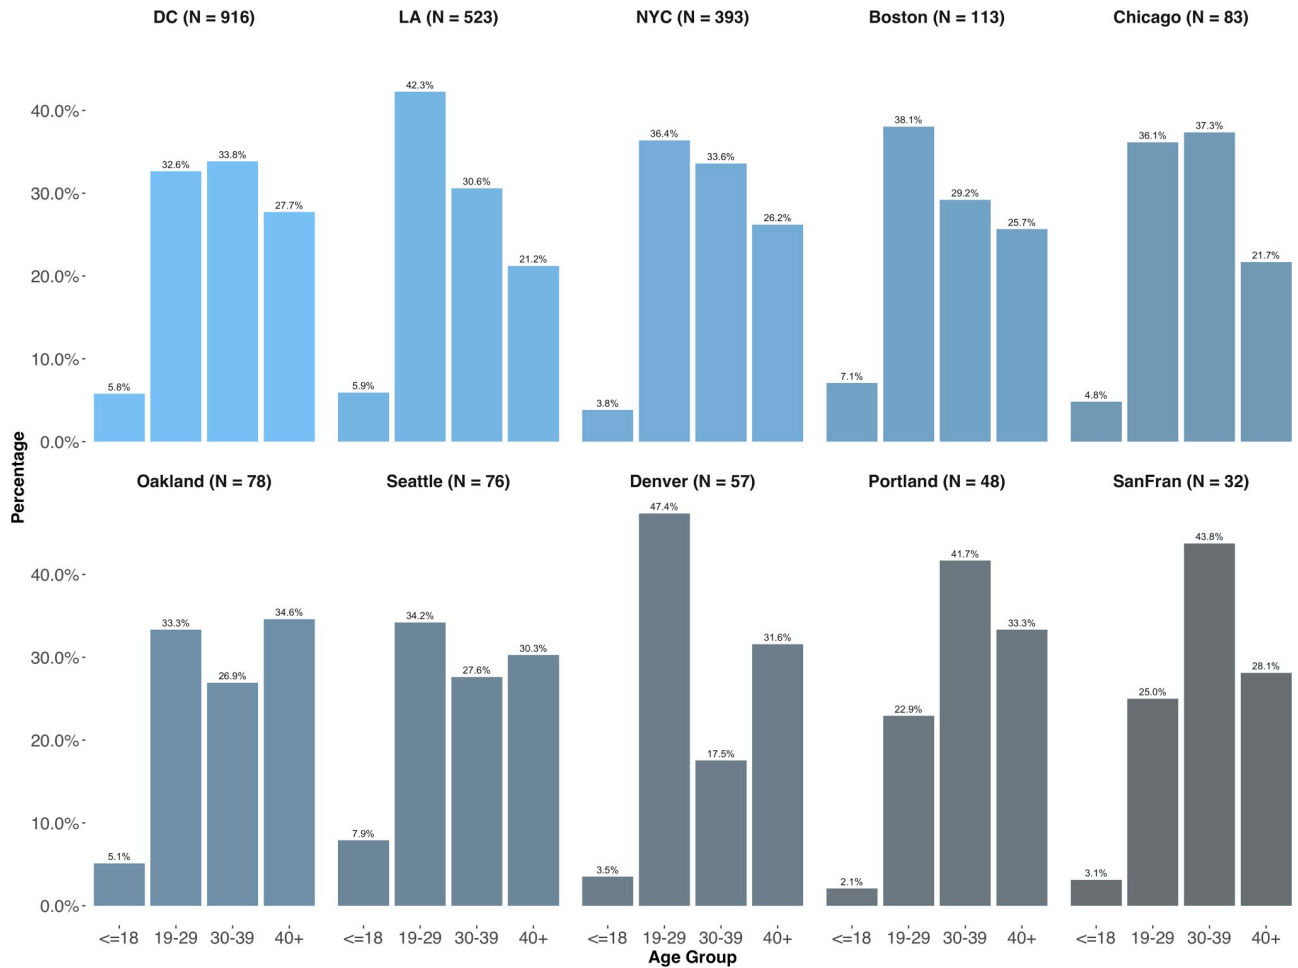 DC (N = 916)
LA (N = 523)
NYC (N = 393)
Boston (N = 113)
Chicago (N = 83)
40.0%
30.0%
20.0%
10.0%
0.0%
5.8%
32.6%
33.8%
27.7%
5.9%
42.3%
30.6%
21.2%
3.8%
36.4%
33.6%
26.2%
7.1%
38.1%
29.2%
25.7%
4.8%
36.1%
37.3%
21.7%
Percentage
Oakland (N = 78)
Seattle (N = 76)
Denver (N = 57)
Portland (N = 48)
SanFran (N = 32)
40.0%
30.0%
20.0%
10.0%
0.0%
5.1%
33.3%
26.9%
34.6%
7.9%
34.2%
27.6%
30.3%
3.5%
47.4%
17.5%
31.6%
2.1%
22.9%
41.7%
33.3%
3.1%
25.0%
43.8%
28.1%
<=18 19-29 30-39 40+
<=18 19-29 30-39 40+
<=18 19-29 30-39 40+
<=18 19-29 30-39 40+
<=18 19-29 30-39 40+
Age Group